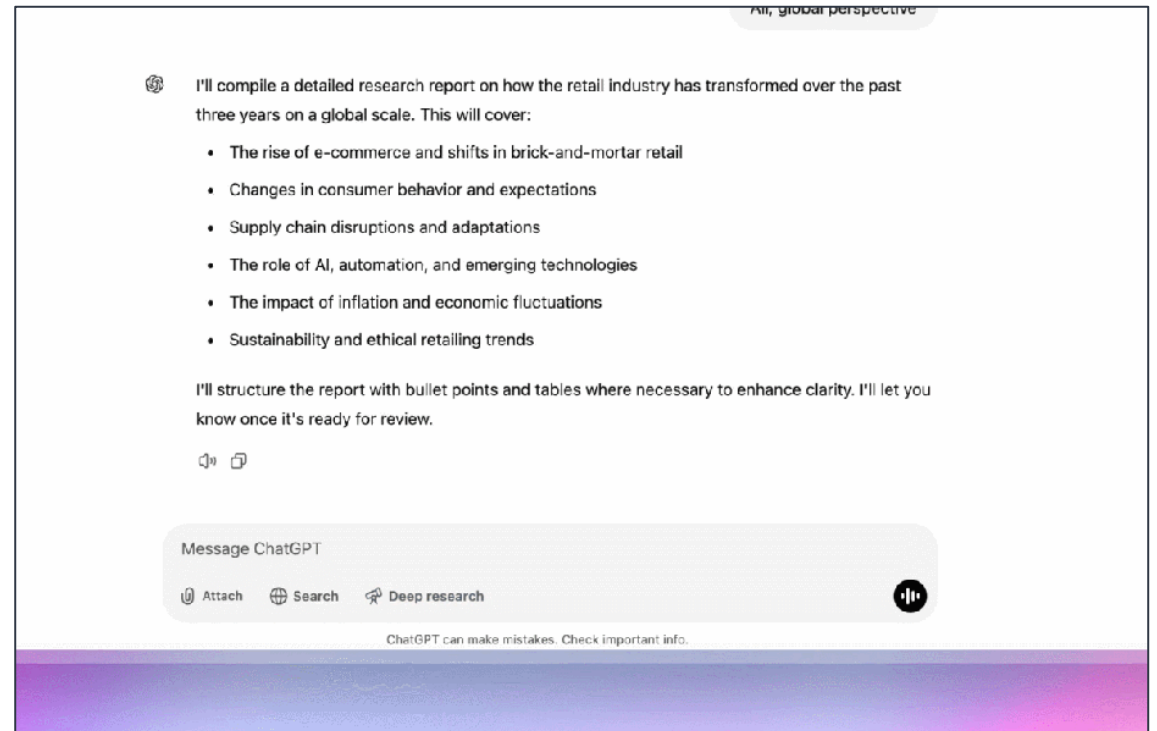 All, global perspective
I'll compile a detailed research report on how the retail industry has transformed over the past
three years on a global scale. This will cover:
• The rise of e-commerce and shifts in brick-and-mortar retail
• Changes in consumer behavior and expectations
• Supply chain disruptions and adaptations
• The role of AI, automation, and emerging technologies
• The impact of inflation and economic fluctuations
• Sustainability and ethical retailing trends
I'll structure the report with bullet points and tables where necessary to enhance clarity. I'll let you
know once it's ready for review.
Message ChatGPT
Attach Search Deep research
ChatGPT can make mistakes. Check important info.